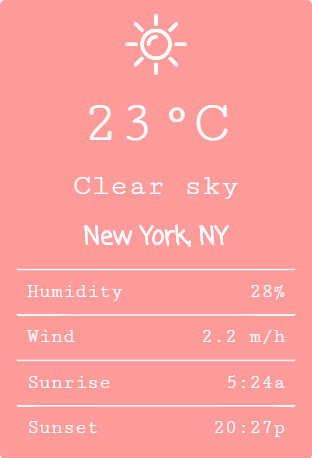 23°C
Clear sky
New York, NY
Humidity 28%
Wind 2.2 m/h
Sunrise 5:24a
Sunset 20:27p